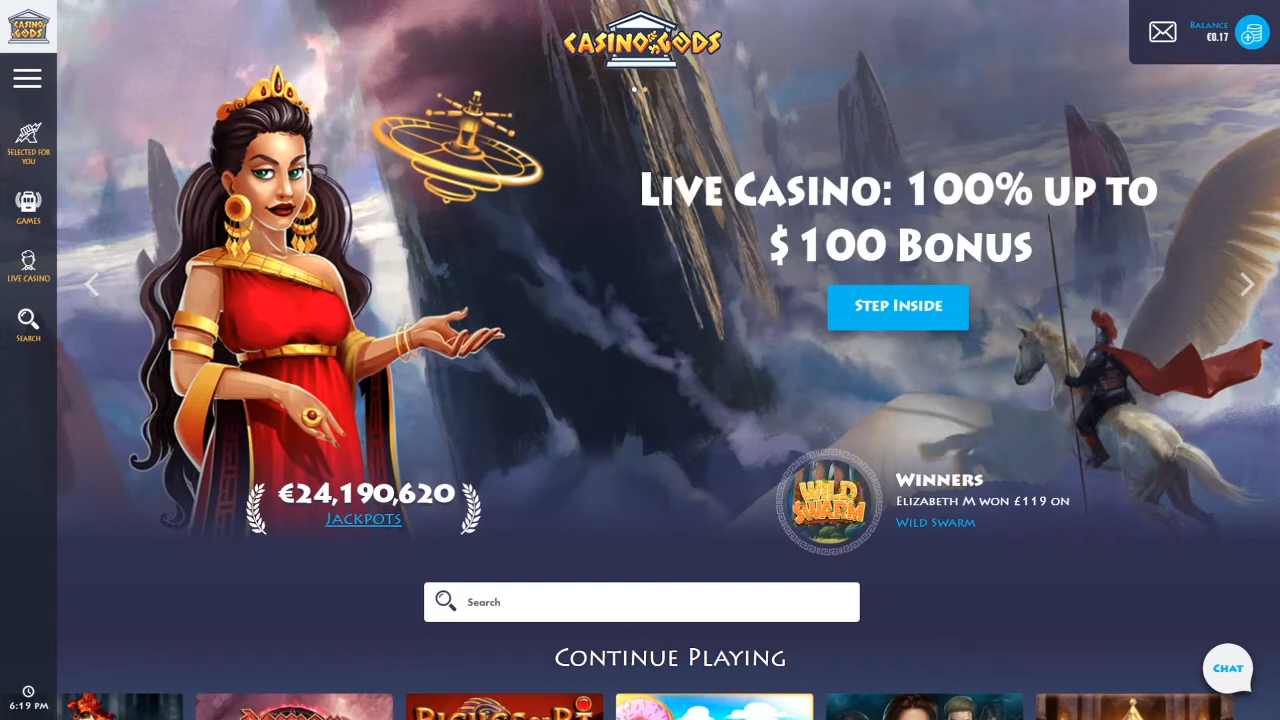 CASINO
GODS
CASINO GODS
BALANCE
€0.17
SELECTED FOR
YOU
GAMES
LIVE CASINO
SEARCH
LIVE CASINO: 100% UP TO
$100 BONUS
STEP INSIDE
€24,190,620
JACKPOTS
WILD
SWARM
WINNERS
ELIZABETH M WON £119 ON
WILD SWARM
Search
CONTINUE PLAYING
CHAT
6:19 PM